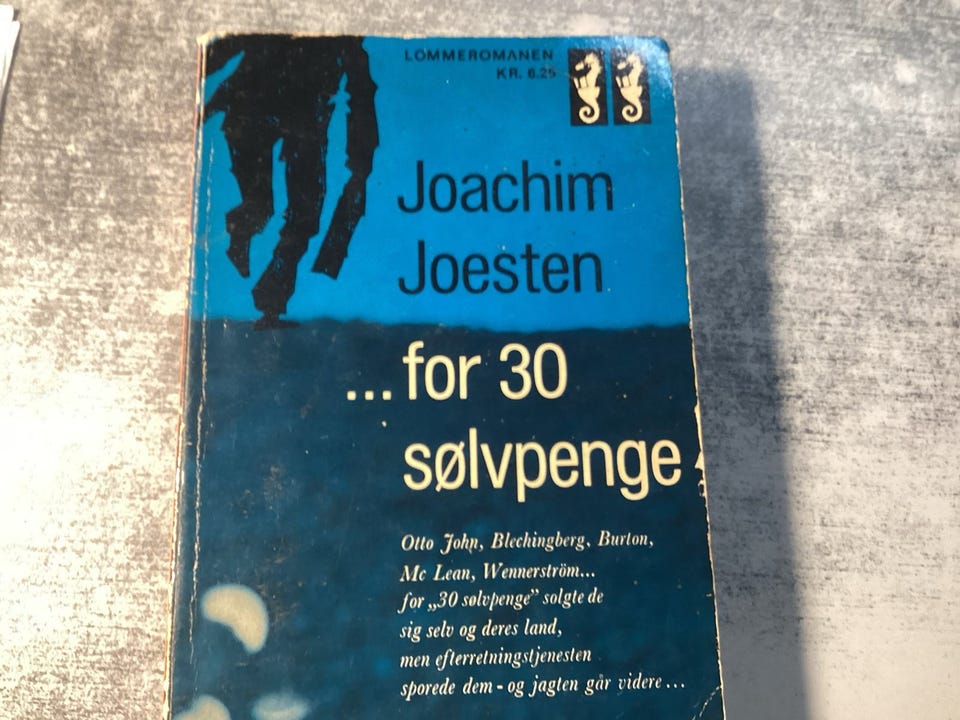 LOMMEROMANEN
KR. 6.25
Joachim
Joesten
...for 30
sølvpenge
Otto John, Blechingberg, Burton,
Mc Lean, Wennerström...
for „30 sølvpenge” solgte de
sig selv og deres land,
men efterretningstjenesten
sporede dem - og jagten går videre...